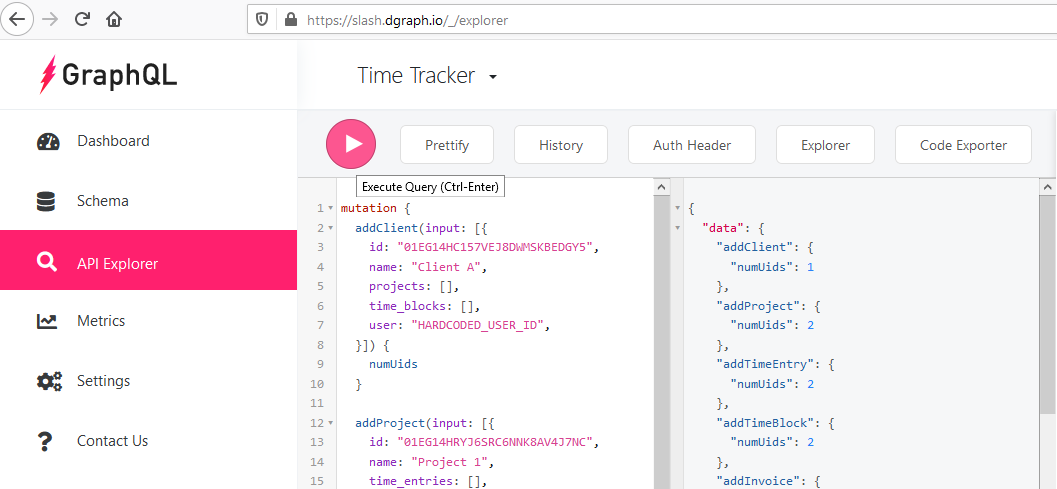 https://slash.dgraph.io/_/explorer
GraphQL
Time Tracker
Dashboard
Schema
API Explorer
Metrics
Settings
Contact Us
Prettify
History
Auth Header
Explorer
Code Exporter
Execute Query (Ctrl-Enter)
1 mutation {
2 addClient(input: [{
3 id: "01EG14HC157VEJ8DWMSKBEDGY5",
4 name: "Client A",
5 projects: [],
6 time_blocks: [],
7 user: "HARDCODED_USER_ID",
8 }]) {
9 numUids
10 }
11
12 addProject(input: [{
13 id: "01EG14HRYJ6SRC6NNK8AV4J7NC",
14 name: "Project 1",
15 time_entries: [],
{
"data": {
"addClient": {
"numUids": 1
},
"addProject": {
"numUids": 2
},
"addTimeEntry": {
"numUids": 2
},
"addTimeBlock": {
"numUids": 2
},
"addInvoice": {